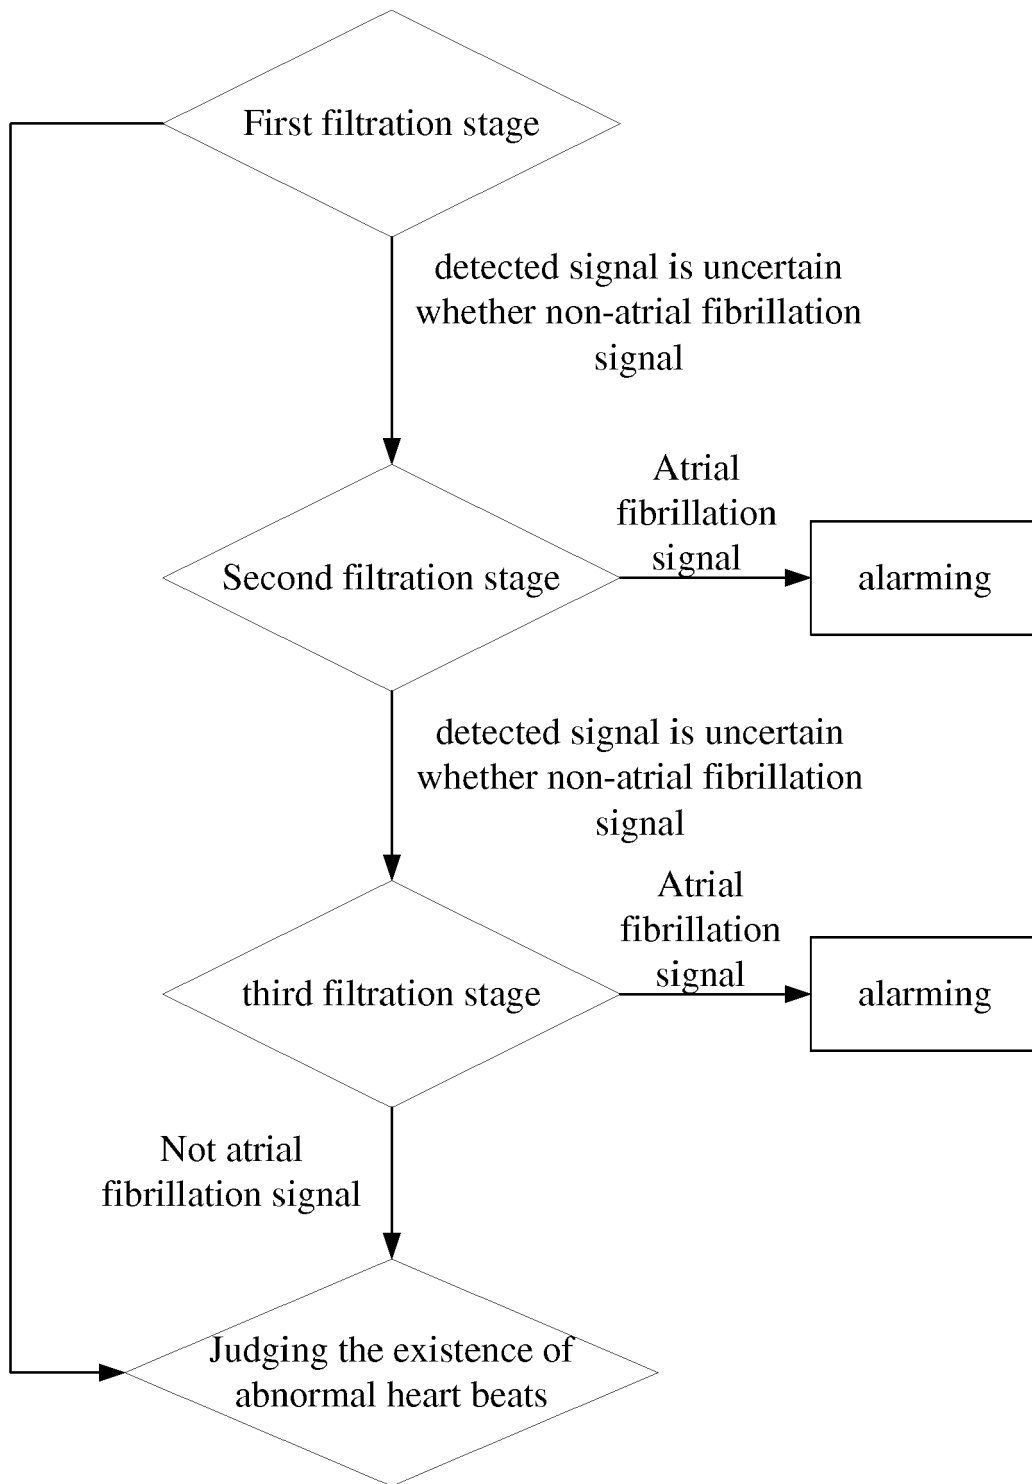 First filtration stage
detected signal is uncertain
whether non-atrial fibrillation
signal
Atrial
fibrillation
signal
Second filtration stage
alarming
detected signal is uncertain
whether non-atrial fibrillation
signal
Atrial
fibrillation
signal
third filtration stage
alarming
Not atrial
fibrillation signal
Judging the existence of
abnormal heart beats